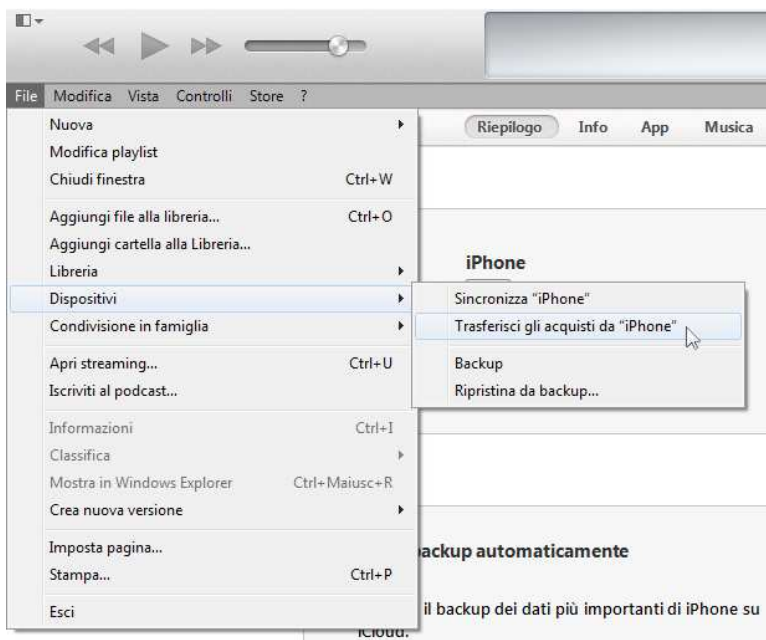 File Modifica Vista Controlli Store ?
Nuova
Modifica playlist
Chiudi finestra Ctrl+W
Aggiungi file alla libreria... Ctrl+O
Aggiungi cartella alla Libreria...
Libreria
Dispositivi
Condivisione in famiglia
Apri streaming... Ctrl+U
Iscriviti al podcast...
Informazioni Ctrl+I
Classifica
Mostra in Windows Explorer Ctrl+Maiusc+R
Crea nuova versione
Imposta pagina...
Stampa... Ctrl+P
Esci
Riepilogo Info App Musica
iPhone
Sincronizza "iPhone"
Trasferisci gli acquisti da "iPhone"
Backup
Ripristina da backup...
backup automaticamente
il backup dei dati più importanti di iPhone su
iCloud.